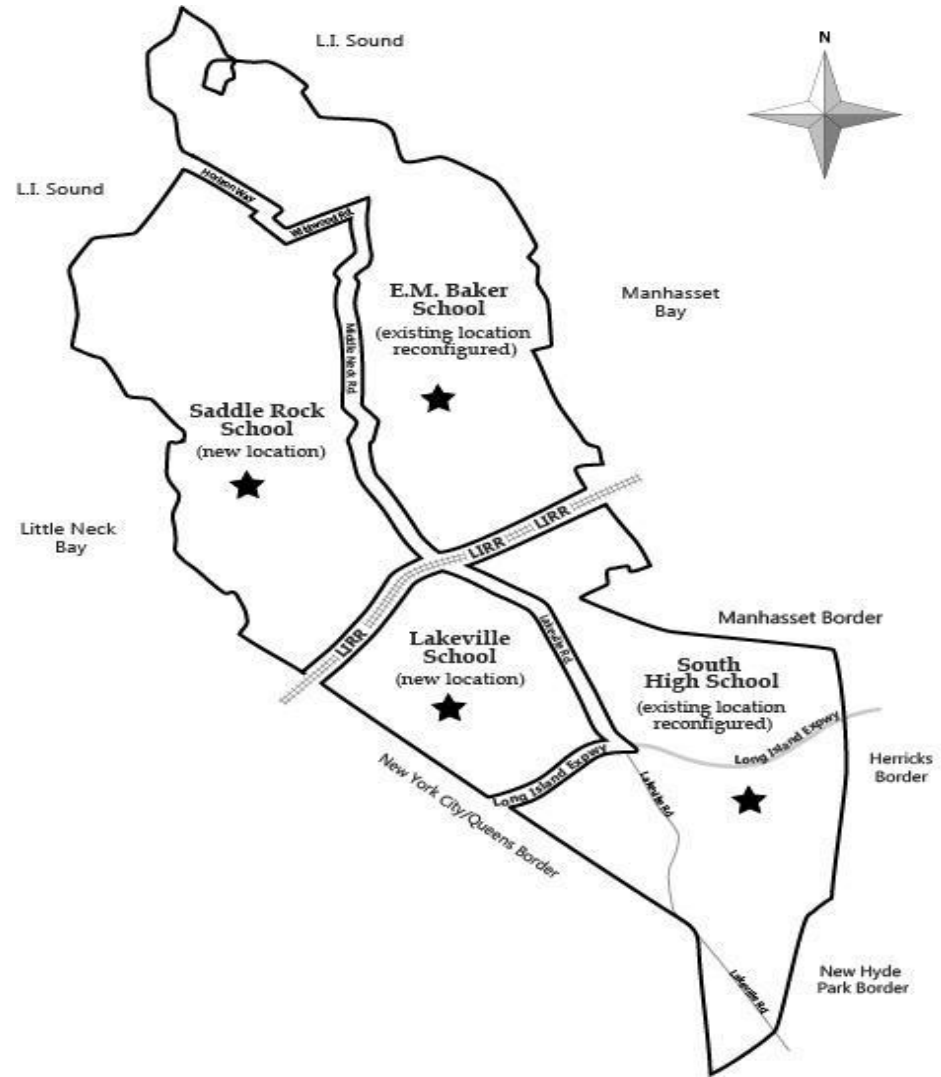 L.I. Sound
N
L.I. Sound
Horizon Way
Wildwood Rd.
E.M. Baker
School
(existing location
reconfigured)
Manhasset
Bay
Middle Neck Rd.
Saddle Rock
School
(new location)
LIRR
LIRR
Little Neck
Bay
LIRR
Lakeville Rd.
Manhasset Border
Lakeville
School
(new location)
South
High School
(existing location
reconfigured)
Long Island Expwy
Herricks
Border
Long Island Expwy
New York City/Queens Border
Lakeville Rd.
New Hyde
Park Border
Lakeville Rd.